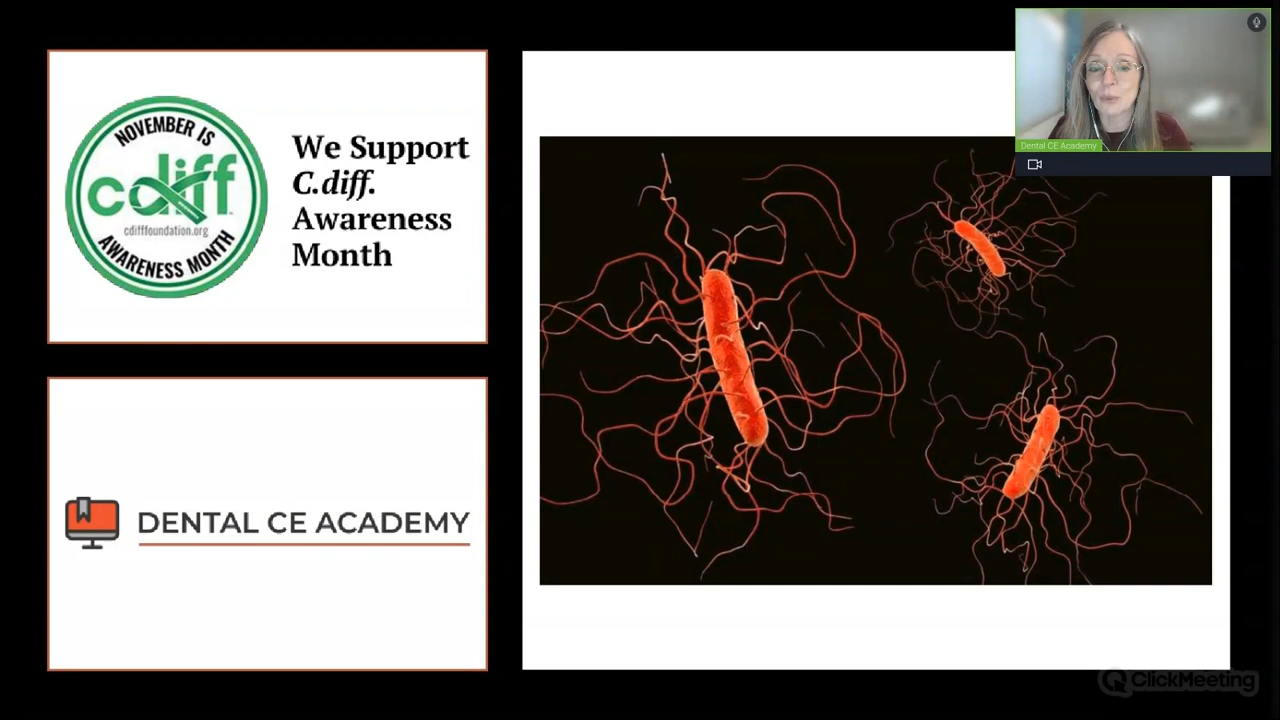 NOVEMBER IS
cdiff
cdifffoundation.org
AWARENESS MONTH
We Support
C.diff.
Awareness
Month
DENTAL CE ACADEMY
Dental CE Academy
ClickMeeting